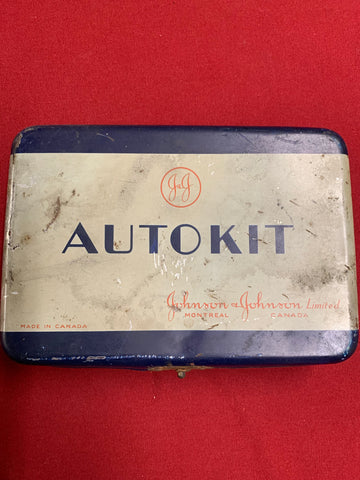 J&J
AUTOKIT
Johnson & Johnson Limited
MONTREAL CANADA
MADE IN CANADA